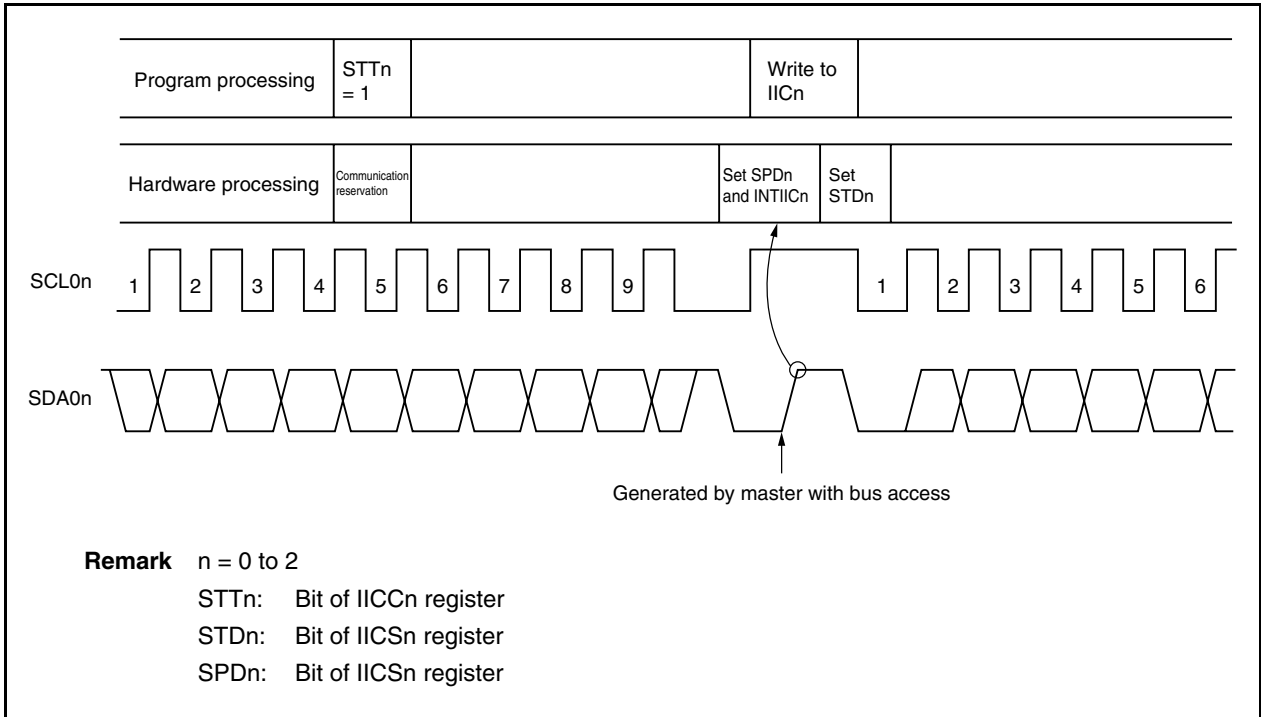 Program processing
STTn
= 1
Write to
IICn
Hardware processing
Communication
reservation
Set SPDn
and INTIICn
Set
STDn
SCL0n
1 2 3 4 5 6 7 8 9 1 2 3 4 5 6
SDA0n
Generated by master with bus access
Remark n = 0 to 2
STTn: Bit of IICCn register
STDn: Bit of IICSn register
SPDn: Bit of IICSn register